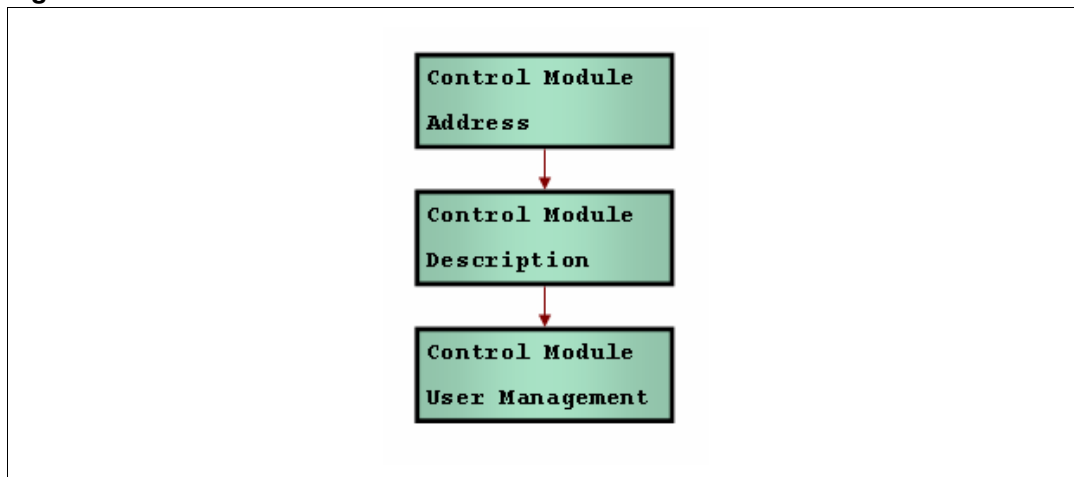 Control Module
Address
Control Module
Description
Control Module
User Management